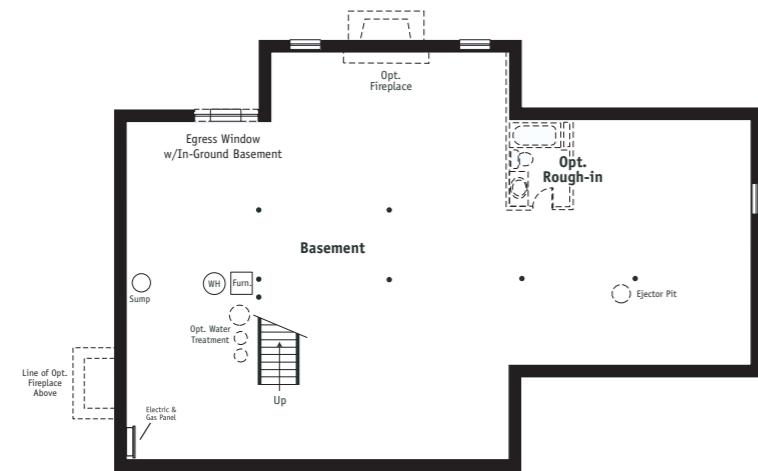 Opt.
Fireplace
Egress Window
w/In-Ground Basement
Opt.
Rough-in
Basement
WH
Furn.
Sump
Ejector Pit
Opt. Water
Treatment
Line of Opt.
Fireplace
Above
Electric &
Gas Panel
Up